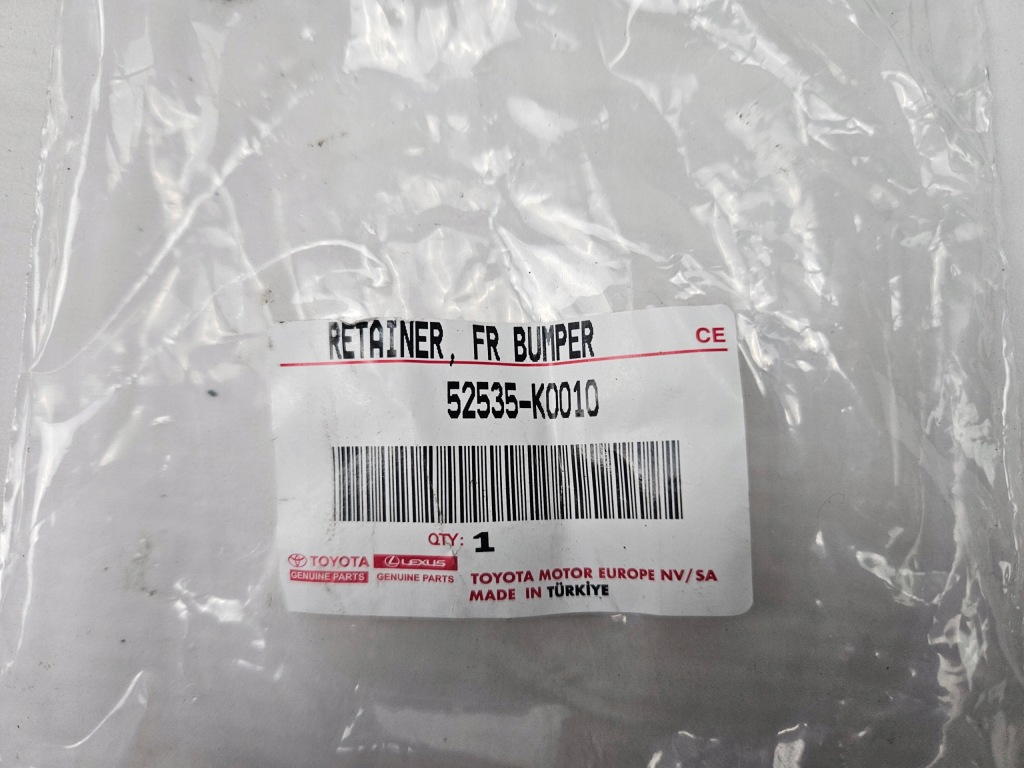 RETAINER, FR BUMPER
CE
52535-K0010
QTY: 1
TOYOTA
GENUINE PARTS
LEXUS
GENUINE PARTS
TOYOTA MOTOR EUROPE NV/SA
MADE IN TÜRKİYE